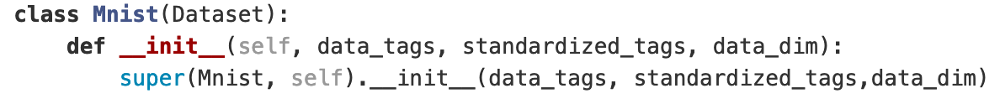 class Mnist(Dataset):
    def __init__(self, data_tags, standardized_tags, data_dim):
        super(Mnist, self).__init__(data_tags, standardized_tags,data_dim)